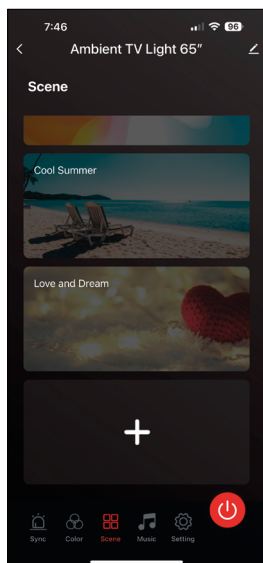 7:46
96
Ambient TV Light 65"
Scene
Cool Summer
Love and Dream
Sync Color Scene Music Setting